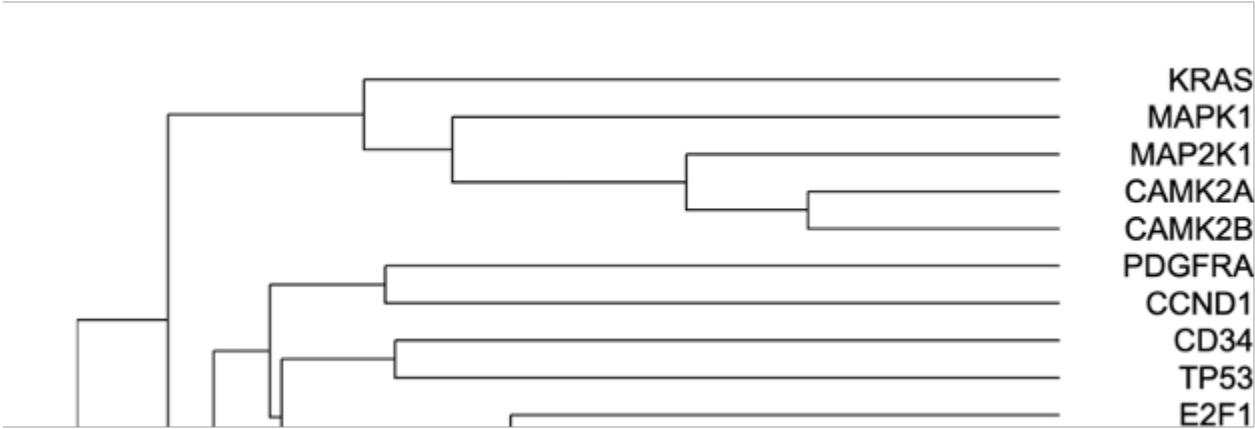 KRAS
MAPK1
MAP2K1
CAMK2A
CAMK2B
PDGFRA
CCND1
CD34
TP53
E2F1